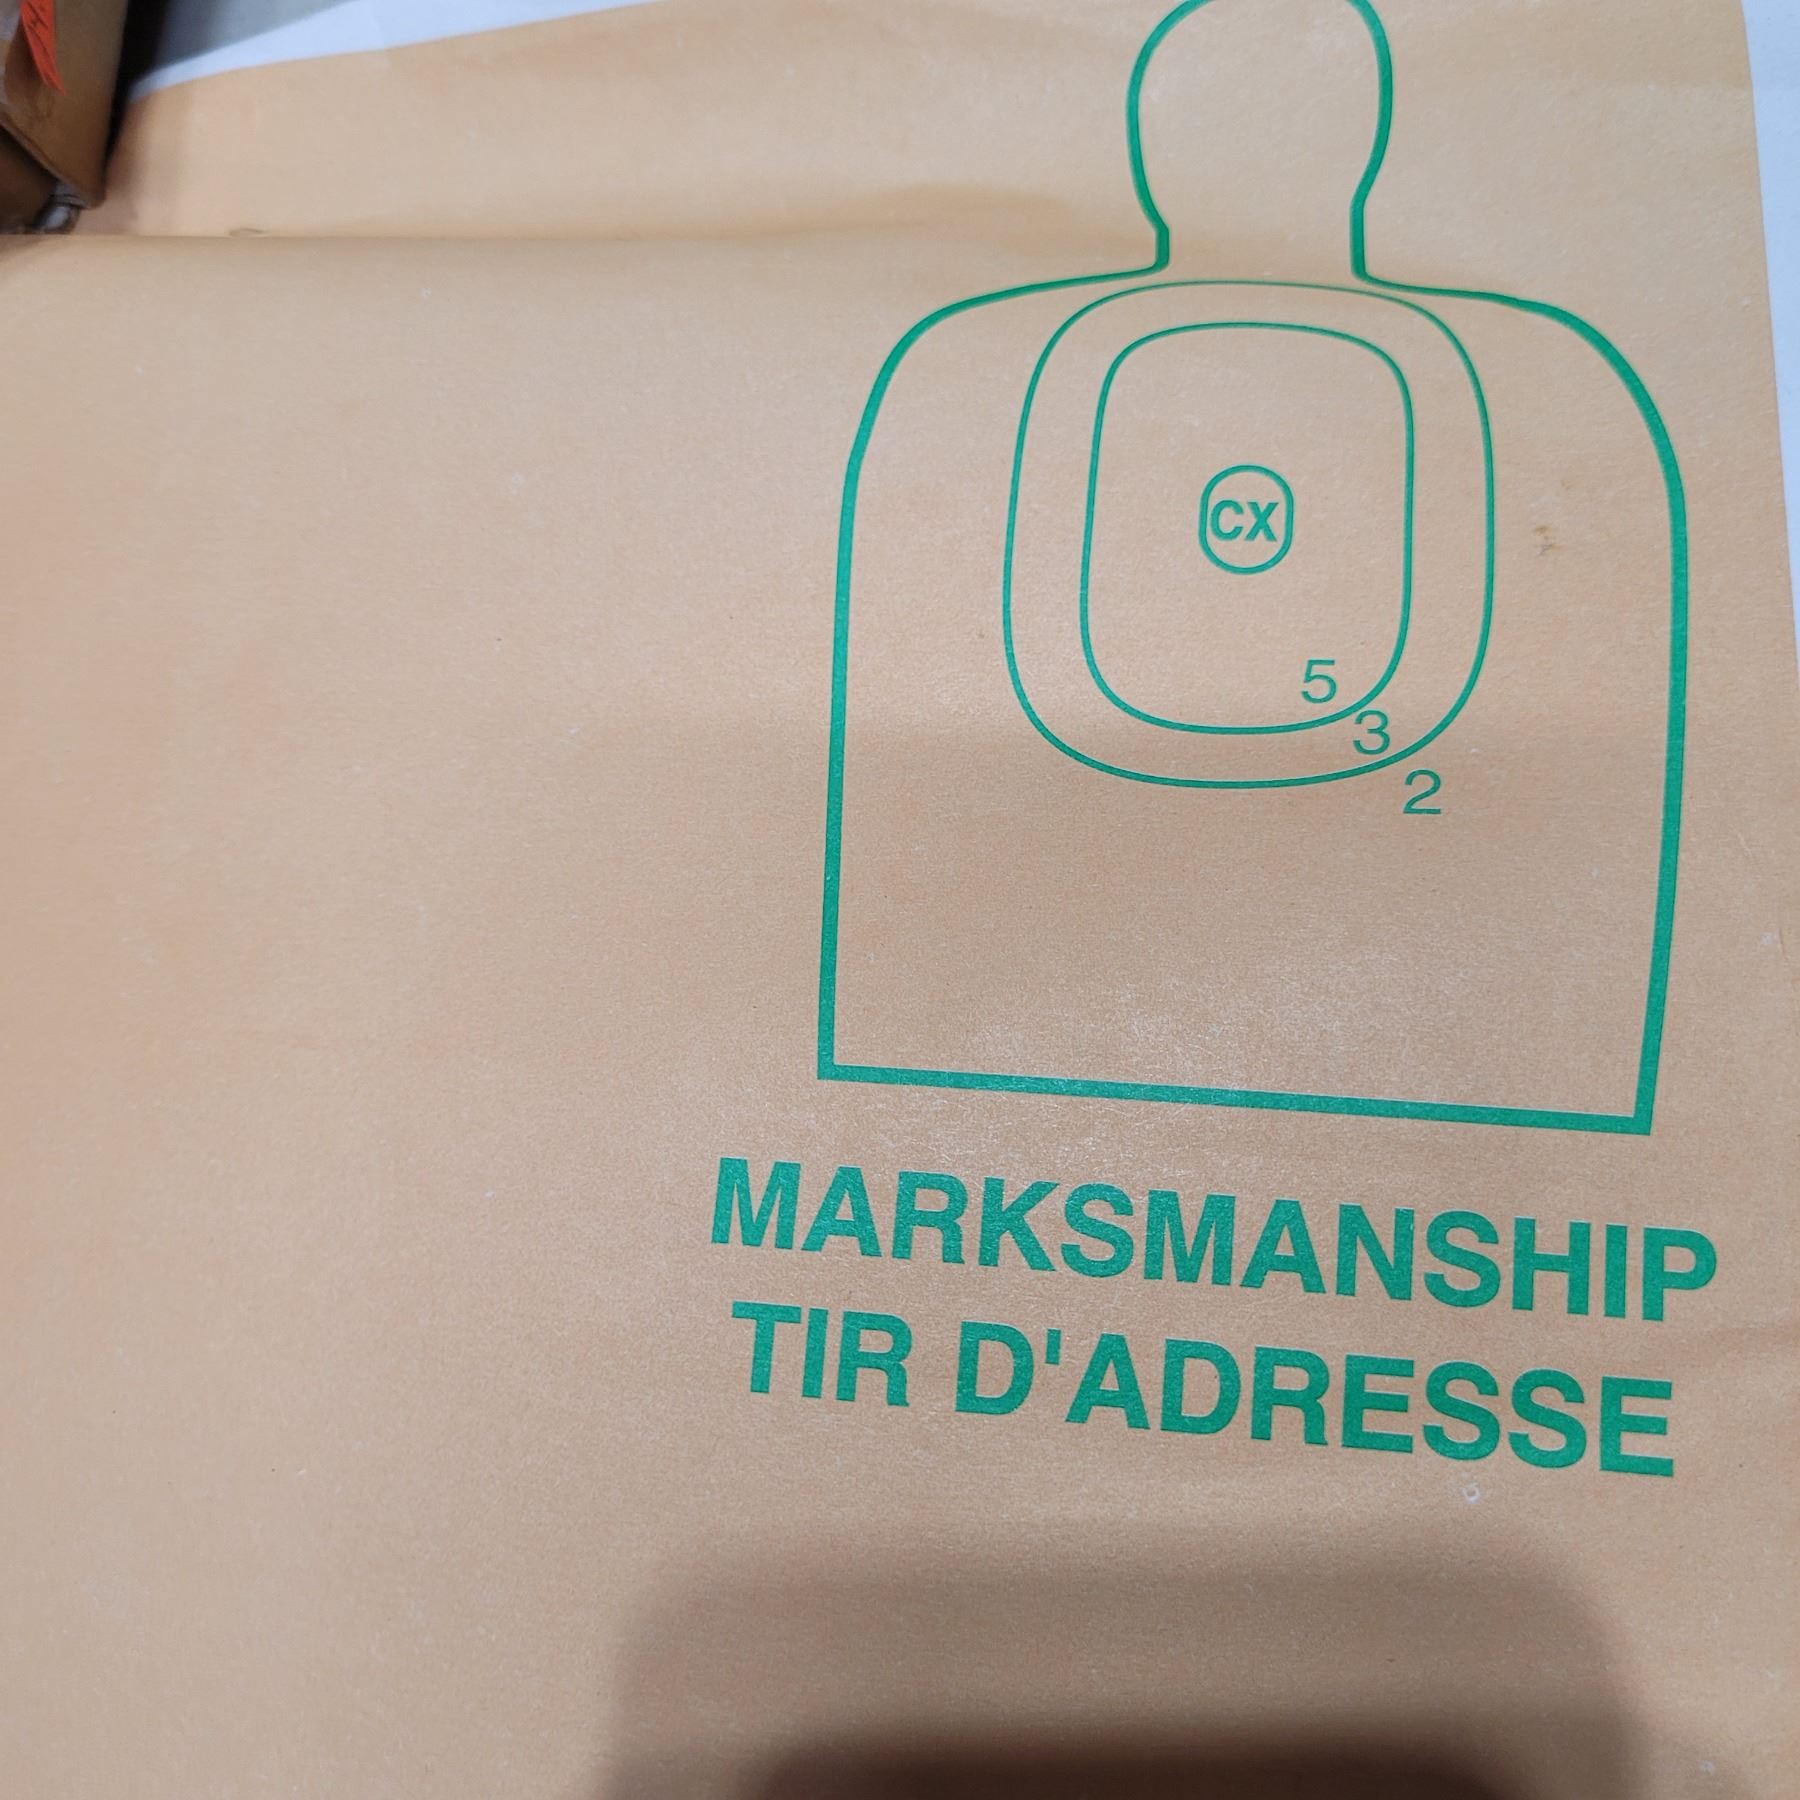 CX
5
3
2
MARKSMANSHIP
TIR D'ADRESSE